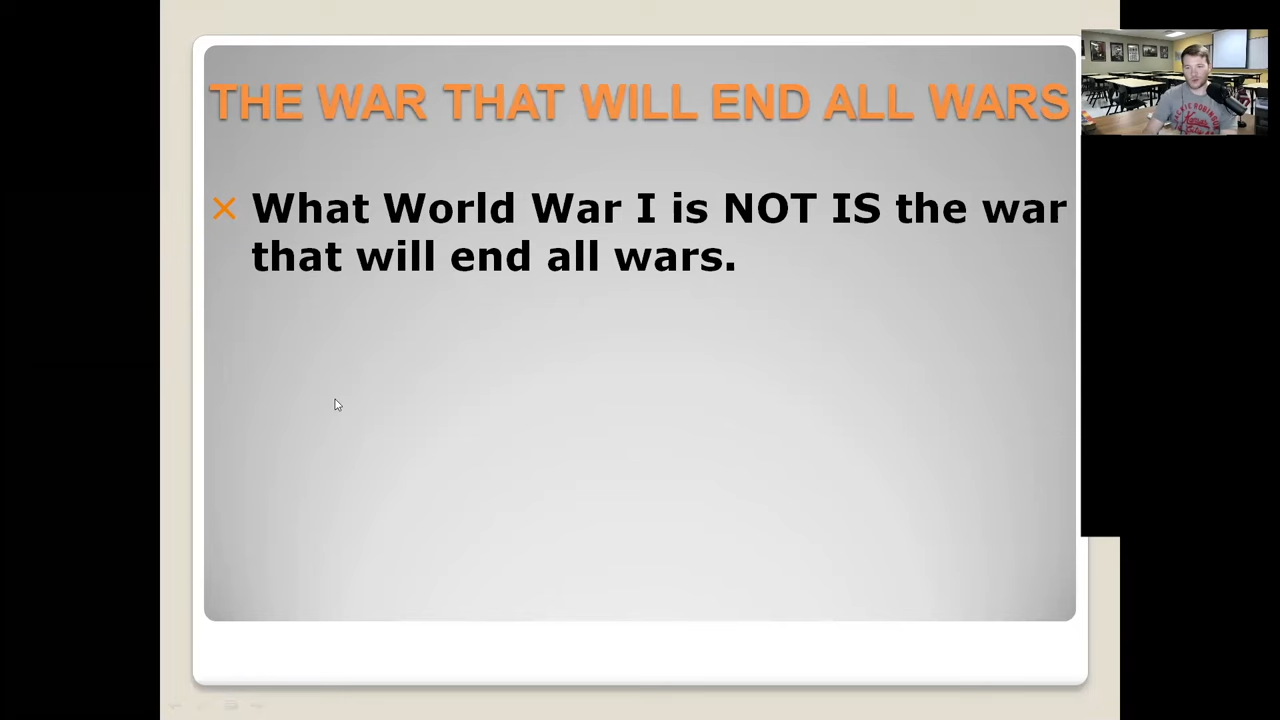 THE WAR THAT WILL END ALL WARS
What World War I is NOT IS the war
that will end all wars.